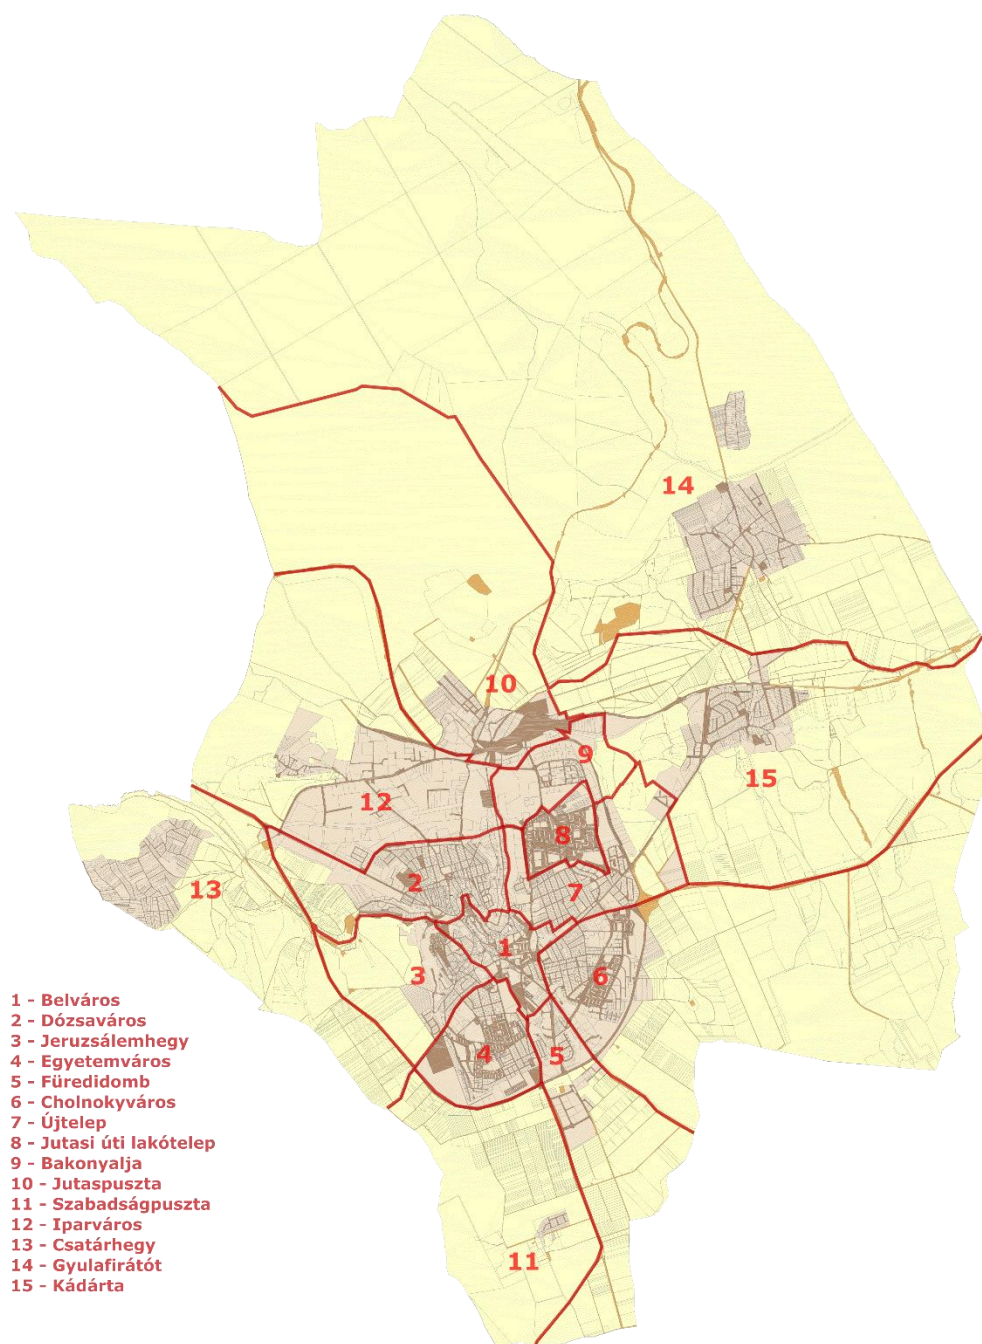 14
10
9
15
12
8
2
13
7
1
3
6
4
5
11
1 - Belváros
2 - Dózsaváros
3 - Jeruzsálemhegy
4 - Egyetemváros
5 - Füredidomb
6 - Cholnokyváros
7 - Újtelep
8 - Jutasi úti lakótelep
9 - Bakonyalja
10 - Jutaspuszta
11 - Szabadságpuszta
12 - Iparváros
13 - Csatárhegy
14 - Gyulafirátót
15 - Kádárta